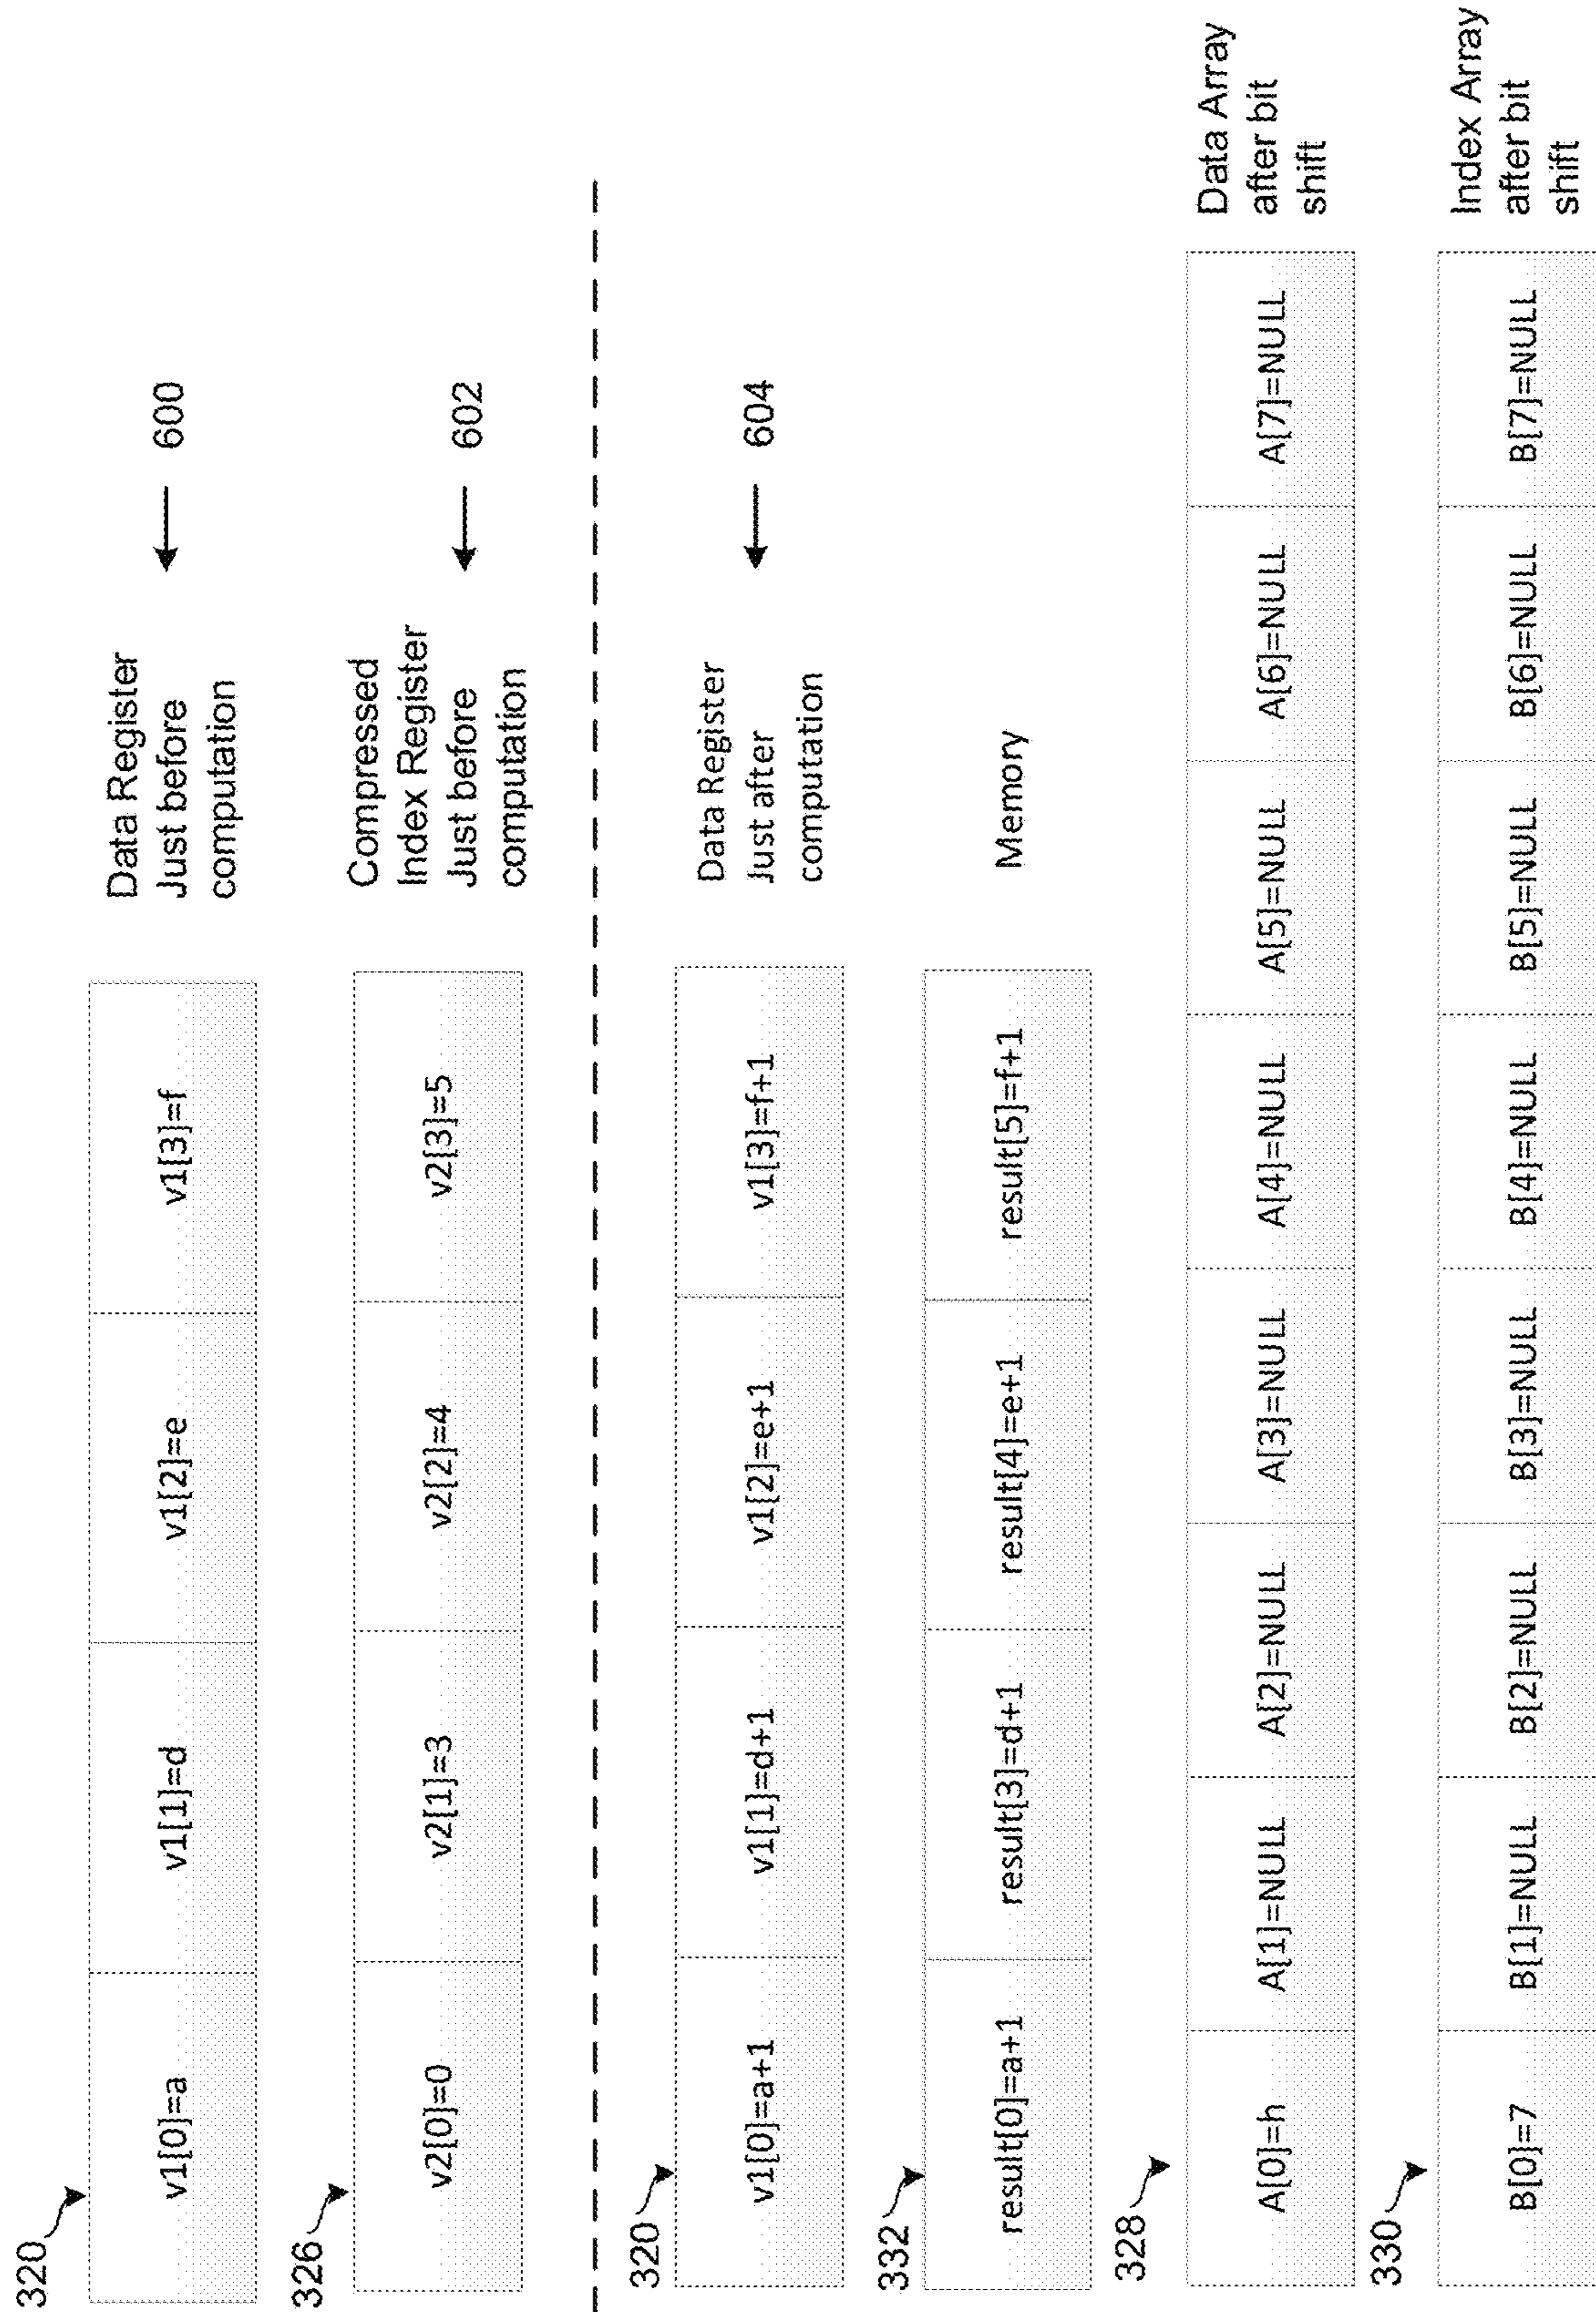 320
v1[0]=a
v1[1]=d
v1[2]=e
v1[3]=f
Data Register
Just before
computation
600
326
v2[0]=0
v2[1]=3
v2[2]=4
v2[3]=5
Compressed
Index Register
Just before
computation
602
320
v1[0]=a+1
v1[1]=d+1
v1[2]=e+1
v1[3]=f+1
Data Register
Just after
computation
604
332
result[0]=a+1
result[3]=d+1
result[4]=e+1
result[5]=f+1
Memory
328
A[0]=h
A[1]=NULL
A[2]=NULL
A[3]=NULL
A[4]=NULL
A[5]=NULL
A[6]=NULL
A[7]=NULL
Data Array
after bit
shift
330
B[0]=7
B[1]=NULL
B[2]=NULL
B[3]=NULL
B[4]=NULL
B[5]=NULL
B[6]=NULL
B[7]=NULL
Index Array
after bit
shift